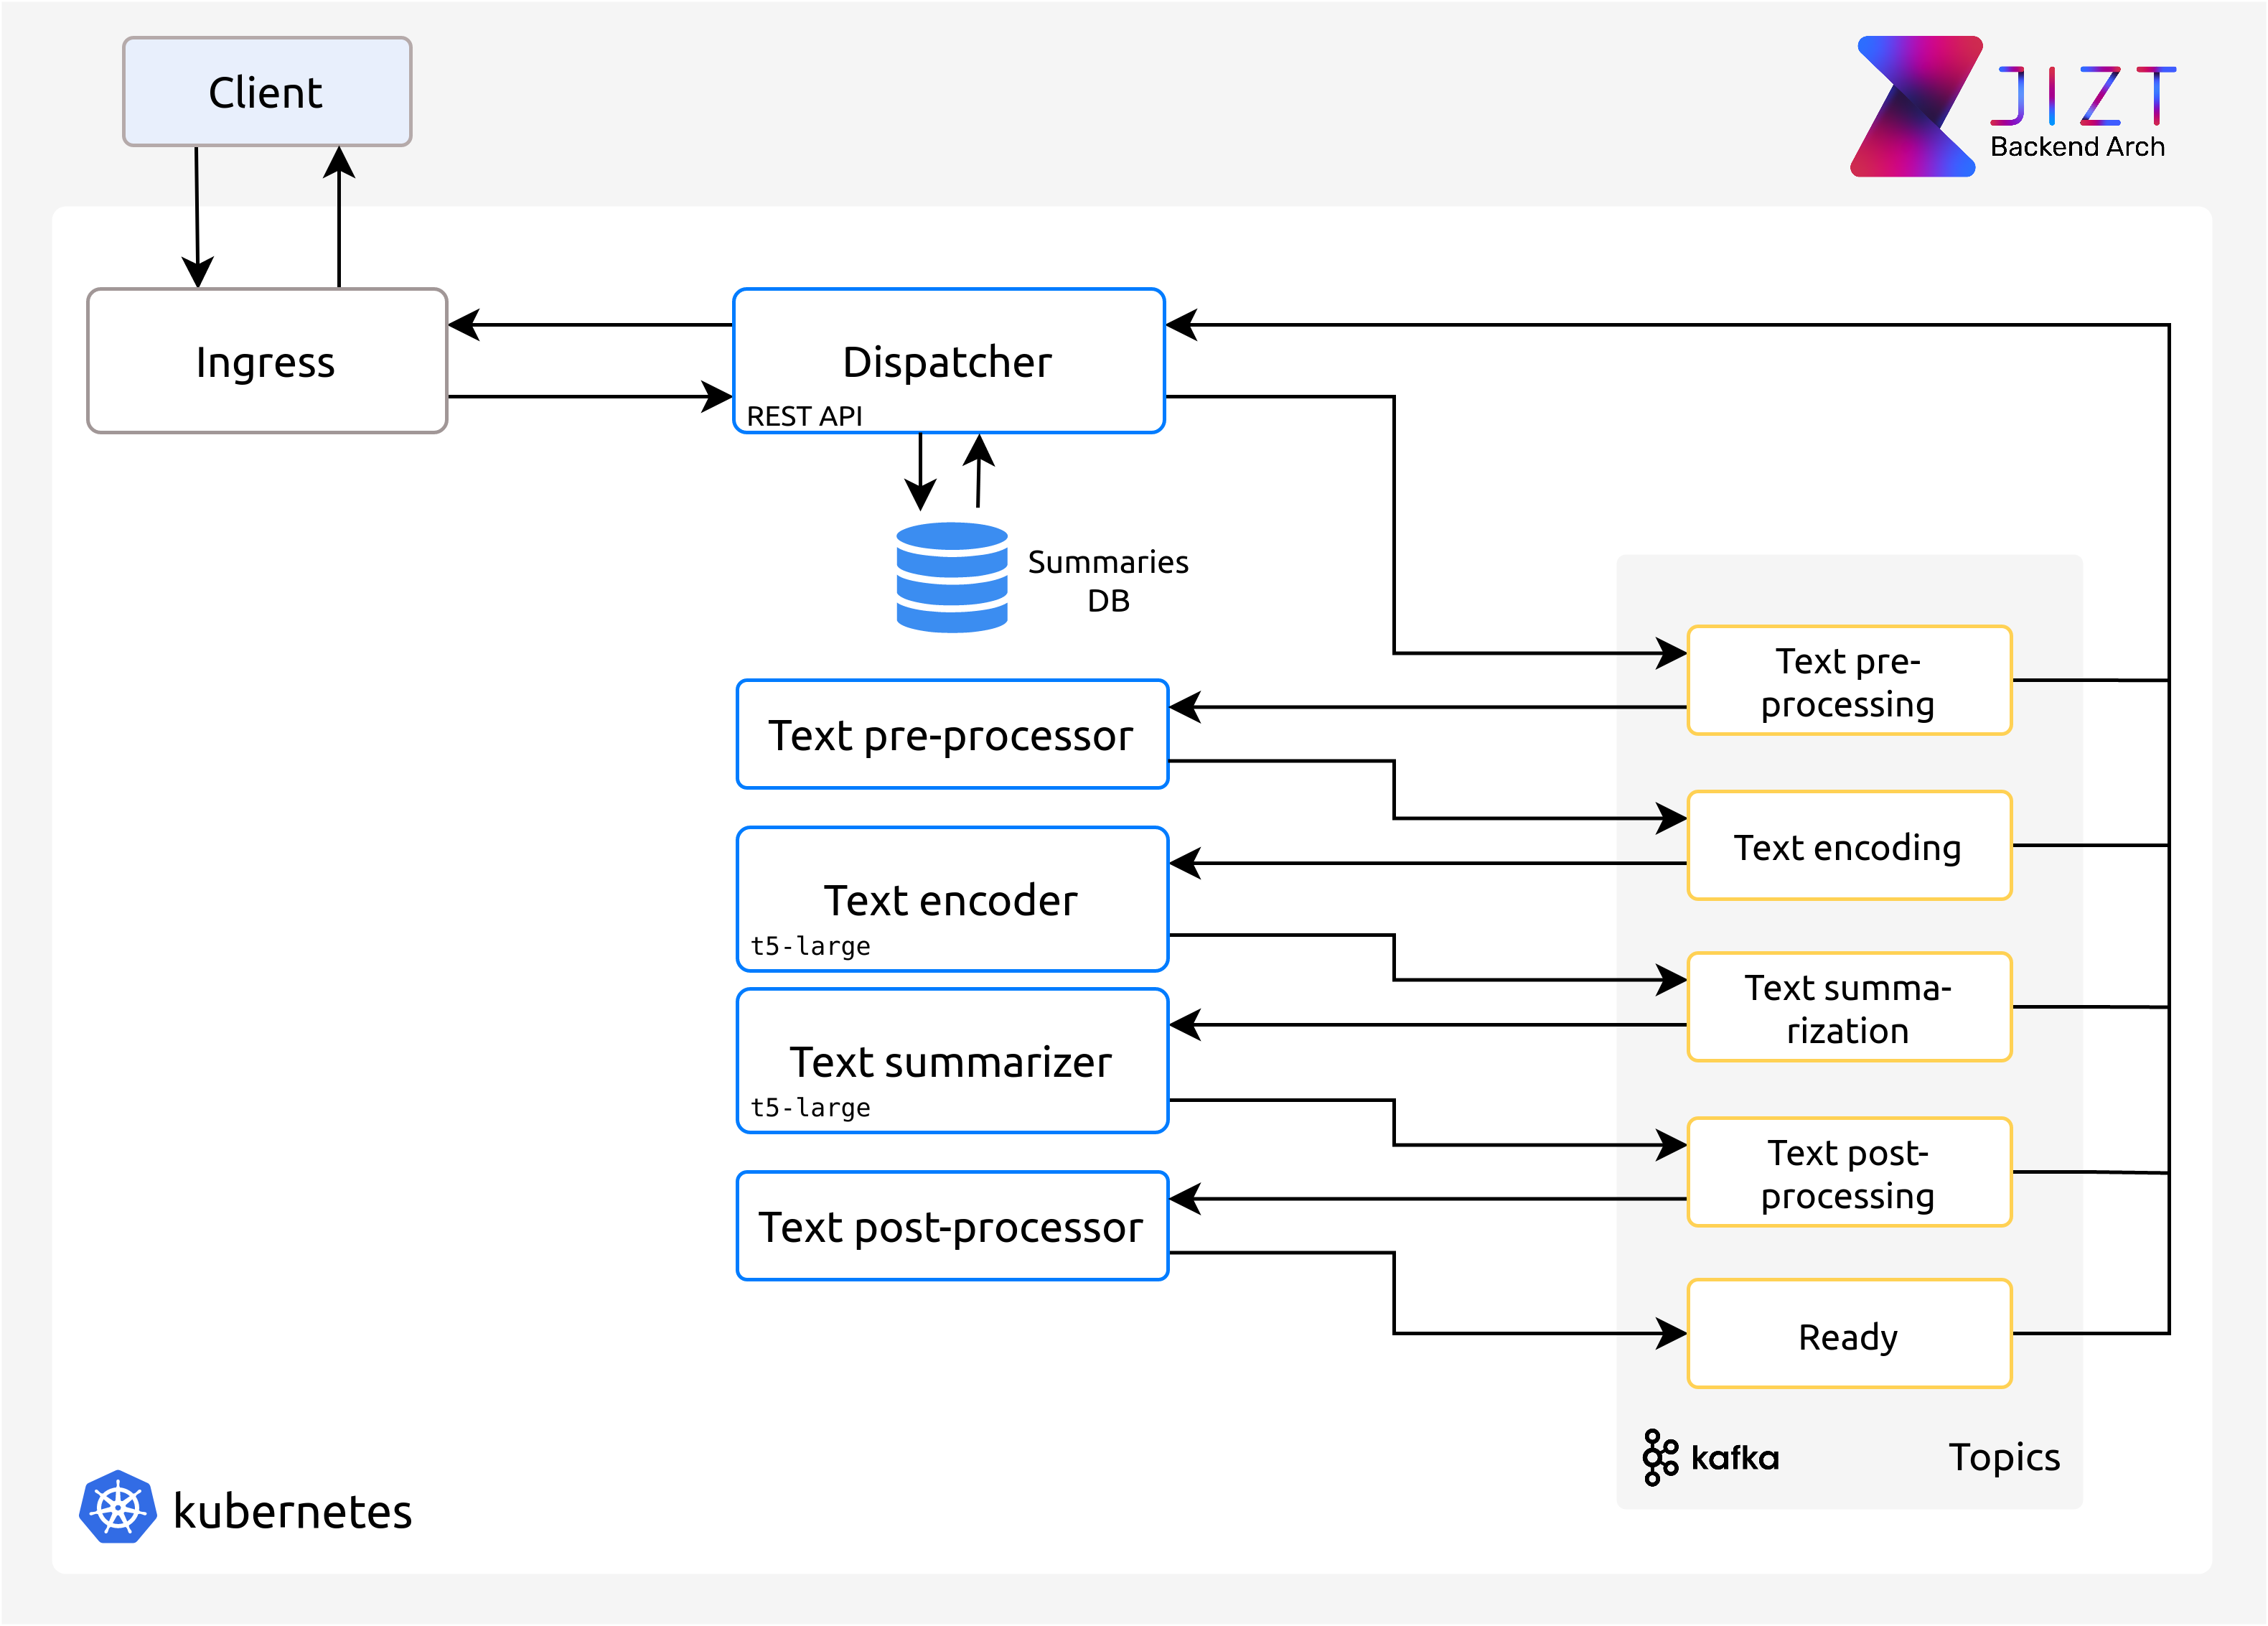 Client
JIZT
Backend Arch
Ingress
Dispatcher
REST API
Summaries
DB
Text pre-
processing
Text pre-processor
Text encoding
Text encoder
t5-large
Text summa-
rization
Text summarizer
t5-large
Text post-
processing
Text post-processor
Ready
kafka
Topics
kubernetes